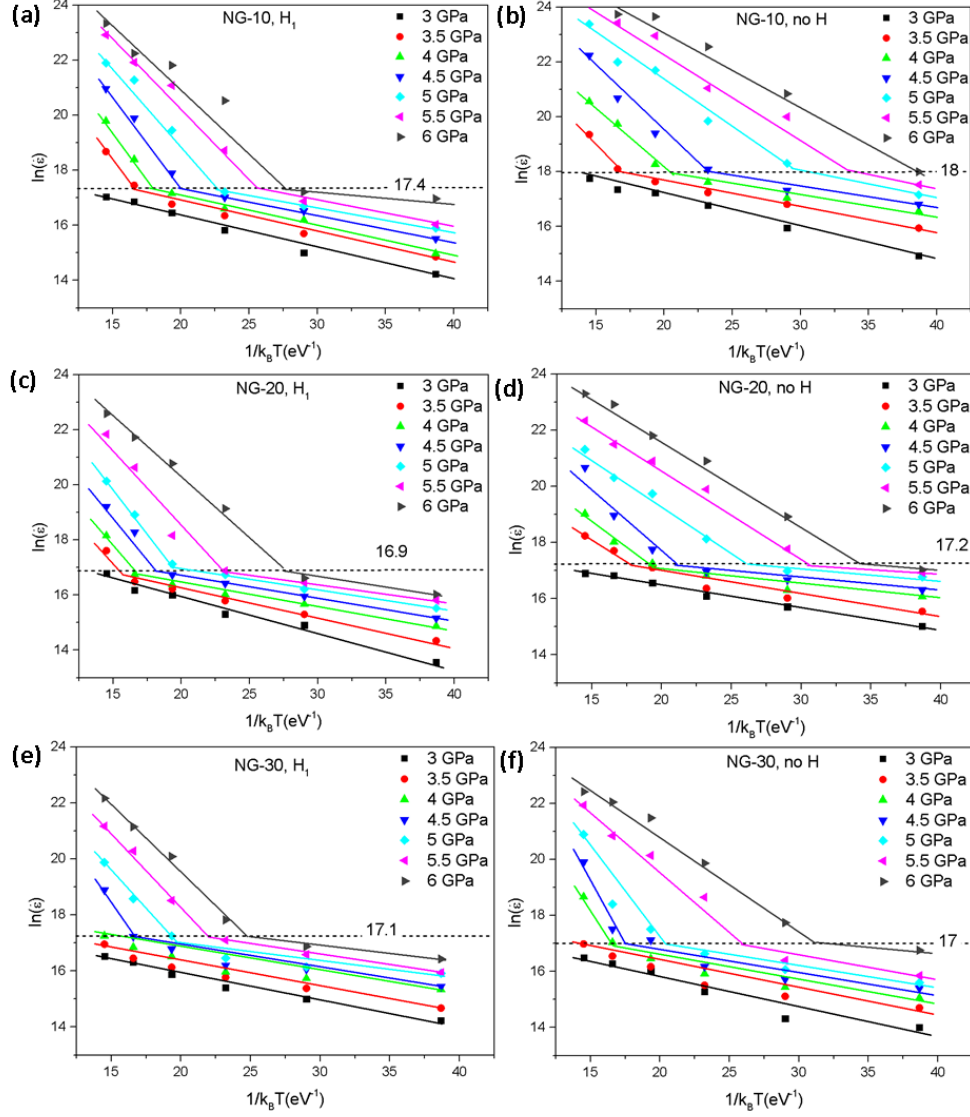 (a)
NG-10, H₁
3 GPa
3.5 GPa
4 GPa
4.5 GPa
5 GPa
5.5 GPa
6 GPa
17.4
ln(ε̇)
24
22
20
18
16
14
15 20 25 30 35 40
1/k_BT(eV⁻¹)
(b)
NG-10, no H
3 GPa
3.5 GPa
4 GPa
4.5 GPa
5 GPa
5.5 GPa
6 GPa
18
ln(ε̇)
24
22
20
18
16
14
15 20 25 30 35 40
1/k_BT(eV⁻¹)
(c)
NG-20, H₁
3 GPa
3.5 GPa
4 GPa
4.5 GPa
5 GPa
5.5 GPa
6 GPa
16.9
ln(ε̇)
24
22
20
18
16
14
15 20 25 30 35 40
1/k_BT(eV⁻¹)
(d)
NG-20, no H
3 GPa
3.5 GPa
4 GPa
4.5 GPa
5 GPa
5.5 GPa
6 GPa
17.2
ln(ε̇)
24
22
20
18
16
14
15 20 25 30 35 40
1/k_BT(eV⁻¹)
(e)
NG-30, H₁
3 GPa
3.5 GPa
4 GPa
4.5 GPa
5 GPa
5.5 GPa
6 GPa
17.1
ln(ε̇)
24
22
20
18
16
14
15 20 25 30 35 40
1/k_BT(eV⁻¹)
(f)
NG-30, no H
3 GPa
3.5 GPa
4 GPa
4.5 GPa
5 GPa
5.5 GPa
6 GPa
17
ln(ε̇)
24
22
20
18
16
14
15 20 25 30 35 40
1/k_BT(eV⁻¹)